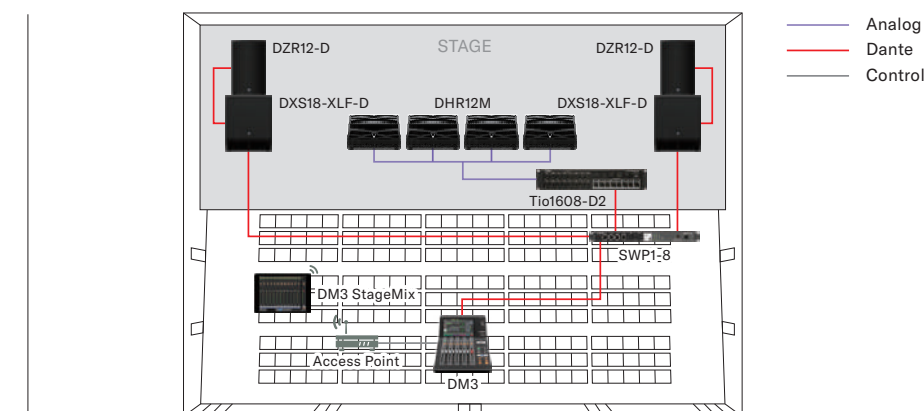 STAGE
DZR12-D
DZR12-D
DXS18-XLF-D
DHR12M
DXS18-XLF-D
Tio1608-D2
SWP1-8
DM3 StageMix
Access Point
DM3
Analog
Dante
Control